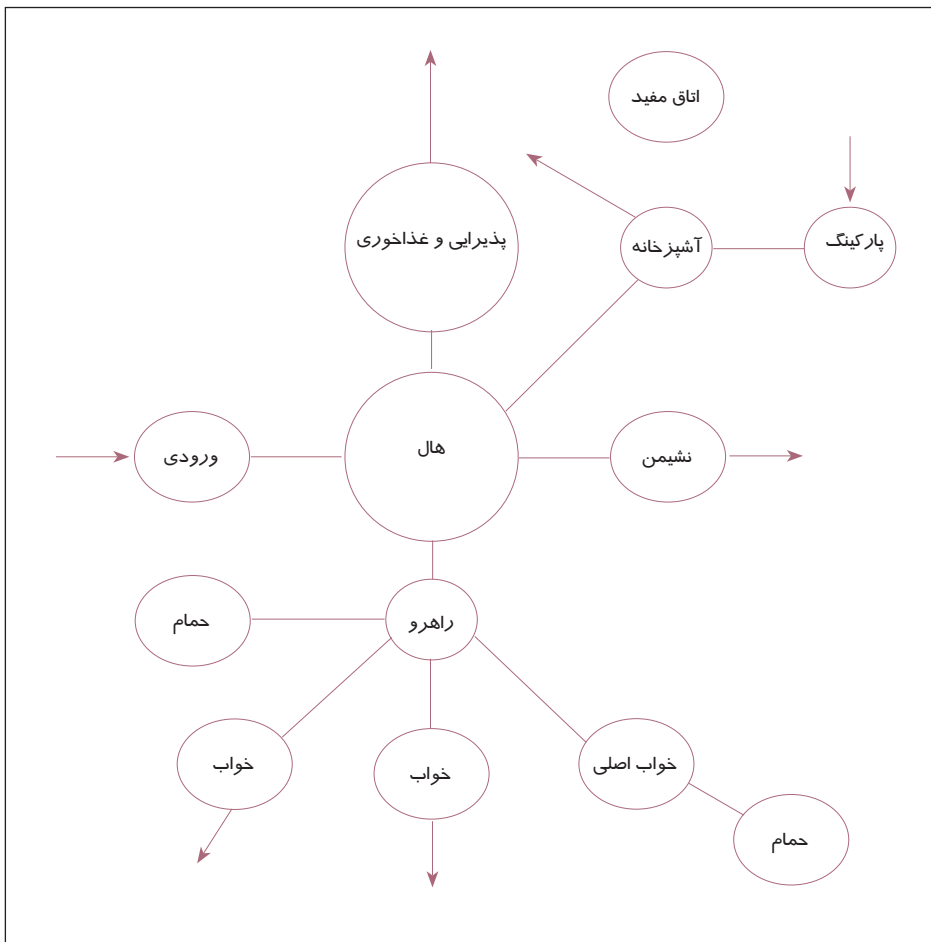 اتاق مفید
پذیرایی و غذاخوری
آشپزخانه
پارکینگ
هال
ورودی
نشیمن
حمام
راهرو
خواب
خواب
خواب اصلی
حمام